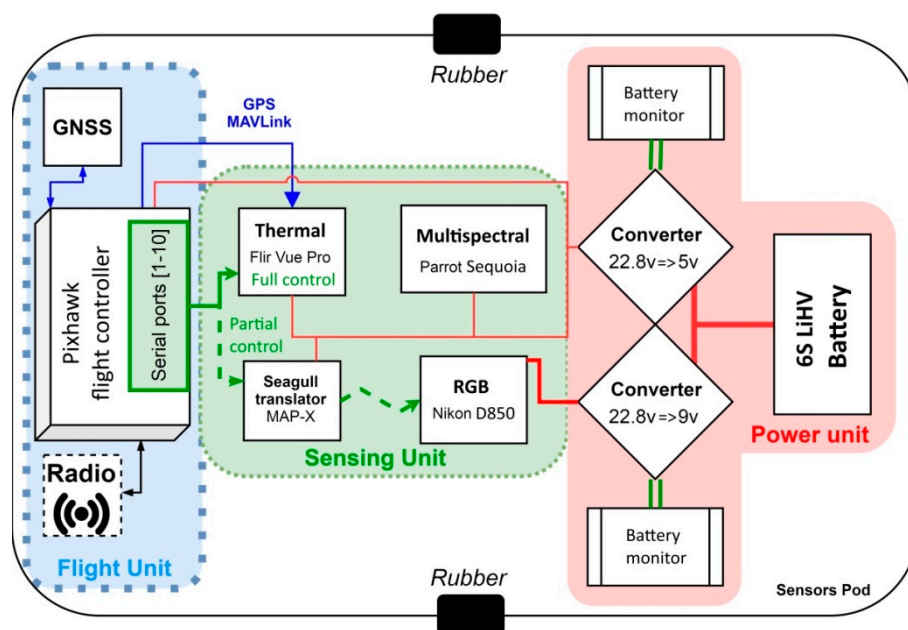 Rubber
GPS
MAVLink
GNSS
Pixhawk
flight controller
Serial ports [1-10]
Radio
Flight Unit
Thermal
Flir Vue Pro
Full control
Multispectral
Parrot Sequoia
Partial
control
Seagull
translator
MAP-X
RGB
Nikon D850
Sensing Unit
Battery
monitor
Converter
22.8v=>5v
Converter
22.8v=>9v
6S LiHV
Battery
Power unit
Battery
monitor
Rubber
Sensors Pod